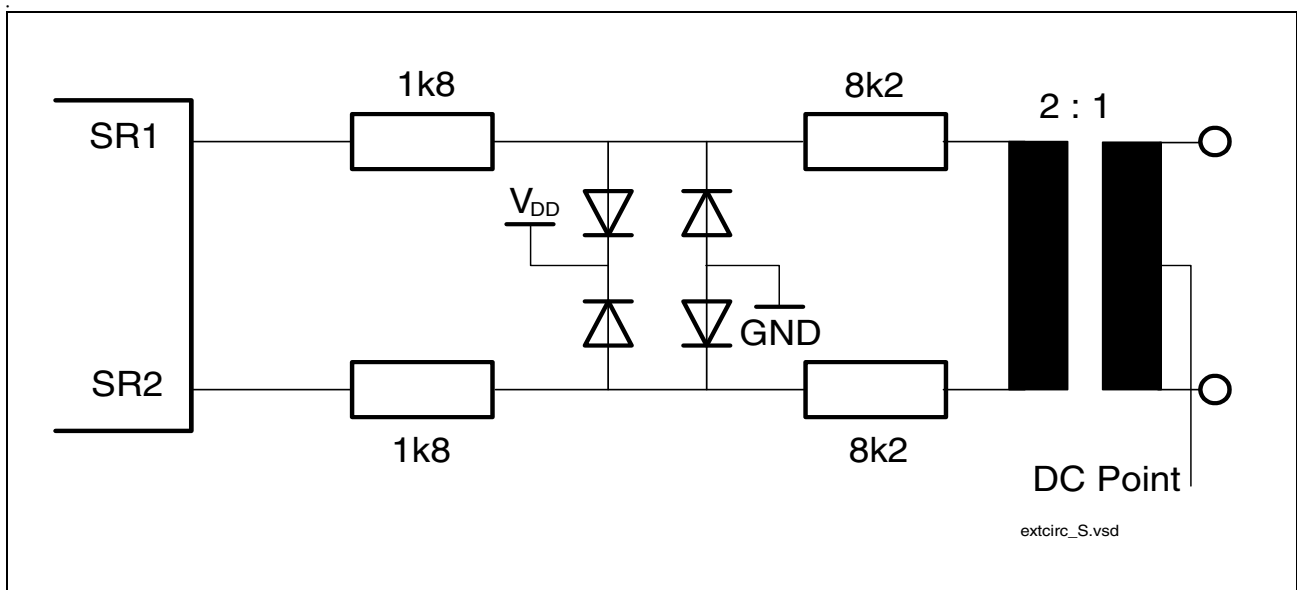 1k8
8k2
2 : 1
SR1
VDD
GND
SR2
1k8
8k2
DC Point
extcirc_S.vsd